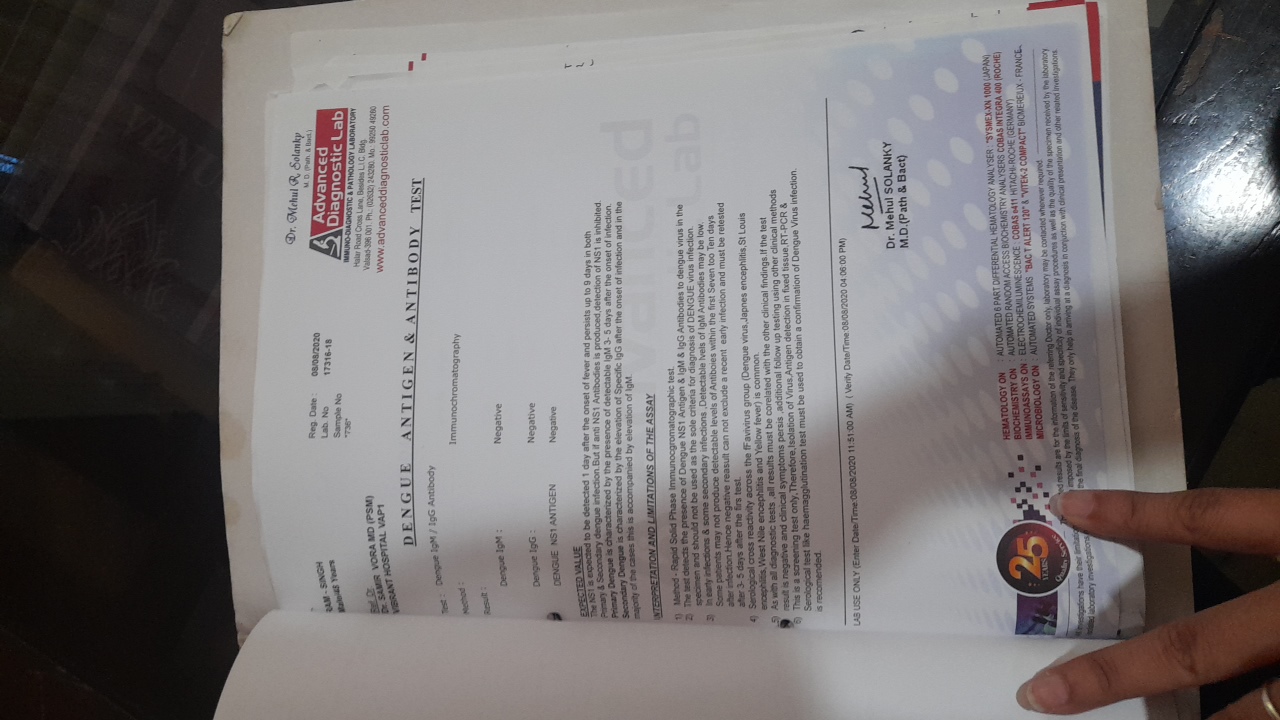 Dr. Mehul R. Solanky
M. D. (Path. & Bact.)
Advanced
Diagnostic Lab
IMMUNO-DIAGNOSTIC & PATHOLOGY LABORATORY
Halar Road Cross Lane, Besides L.I.C. Bldg.
Valsad-396 001. Ph.: (02632) 243280. Mo.: 99250 49260
www.advanceddiagnosticlab.com
RAM - SINGH
Male/45 Years
Reg. Date : 08/08/2020
Lab. No 17316-18
Sample No
"736"
Ref. Dr
Dr. SAMIR VORA MD (PSM)
VIBRANT HOSPITAL VAP1
DENGUE ANTIGEN & ANTIBODY TEST
Test : Dengue IgM / IgG Antibody
Method : Immunochromatography
Result :
Dengue IgM : Negative
Dengue IgG : Negative
DENGUE NS1 ANTIGEN Negative
EXPECTED VALUE
The NS1 is expected to be detected 1 day after the onset of fever and persists up to 9 days in both
Primary & Secondary dengue infection.But if anti NS1 Antibodies is produced,detection of NS1 is inhibited.
Primary Dengue is characterized by the presence of detectable IgM 3- 5 days after the onset of infection.
Secondary Dengue is characterized by the elevation of Specific IgG after the onset of infection and in the
majority of the cases this is accompanied by elevation of IgM.
INTERPRETATION AND LIMITATIONS OF THE ASSAY
1) Method - Rapid Solid Phase Immunocgromatographic test.
2) The test detects the presence of Dengue NS1 Antigen & IgM & IgG Antibodies to dengue virus in the
specimen and should not be used as the sole criteria for diagnosis of DENGUE virus infection.
3) In early infections & some secondary infections ,Detectable lvels of IgM Antibodies may be low.
Some patients may not produce detectable levels of Antiboies within the first Seven too Ten days
after infection.Hence negative reasult can not exclude a recent early infection and must be retested
after 3- 5 days after the firs test.
4) Serological cross reactivity across the fFavivirus group (Dengue virus,Japnes encephlitis,St Louis
encephlitis,West Nile encephlitis and Yellow fever) is common.
5) As with all diagnostic tests ,all results must be corelated with the other clinical findings.If the test
result is negative and clinical symptoms persis ,additional follow up testing using other clinical methods
6) This is a screening test only,Therefore,Isolation of Virus,Antigen detection in fixed tissue,RT-PCR &
Serological test like haemagglutination test must be used to obtain a confirmation of Dengue Virus infection.
is recomended.
LAB USE ONLY (Enter Date/Time:08/08/2020 11:51:00 AM) ( Verify Date/Time:08/08/2020 04:06:00 PM)
Mehul
Dr. Mehul SOLANKY
M.D.(Path & Bact)
25
YEARS
Quality Service
HEMATOLOGY ON : AUTOMATED 6 PART DIFFERENTIAL HEMATOLOGY ANALYSER : "SYSMEX-XN 1000 (JAPAN)
BIOCHEMISTRY ON : AUTOMATED RANDOM ACCESS BIOCHEMISTRY ANALYSERS COBAS INTEGRA 400 (ROCHE)
IMMUNOASSAYS ON : ELECTROCHEMILUMINESCENCE : COBAS e411 HITACHI-ROCHE (GERMANY)
MICROBIOLOGY ON : AUTOMATED SYSTEMS "BAC T ALERT 120" & "VITEK-2 COMPACT" BIOMEREIUX - FRANCE.
results are for the information of the referring Doctor only, laboratory may be contacted whenever required.
investigations have their limitation imposed by the limits of sensitivity and specificity of individual assay procedures as well as the quality of the specimen received by the laboratory
laboratory investigations the final diagnosis of the disease. They only help in arriving at a diagnosis in conjuction with clinical presentation and other related Investigations.